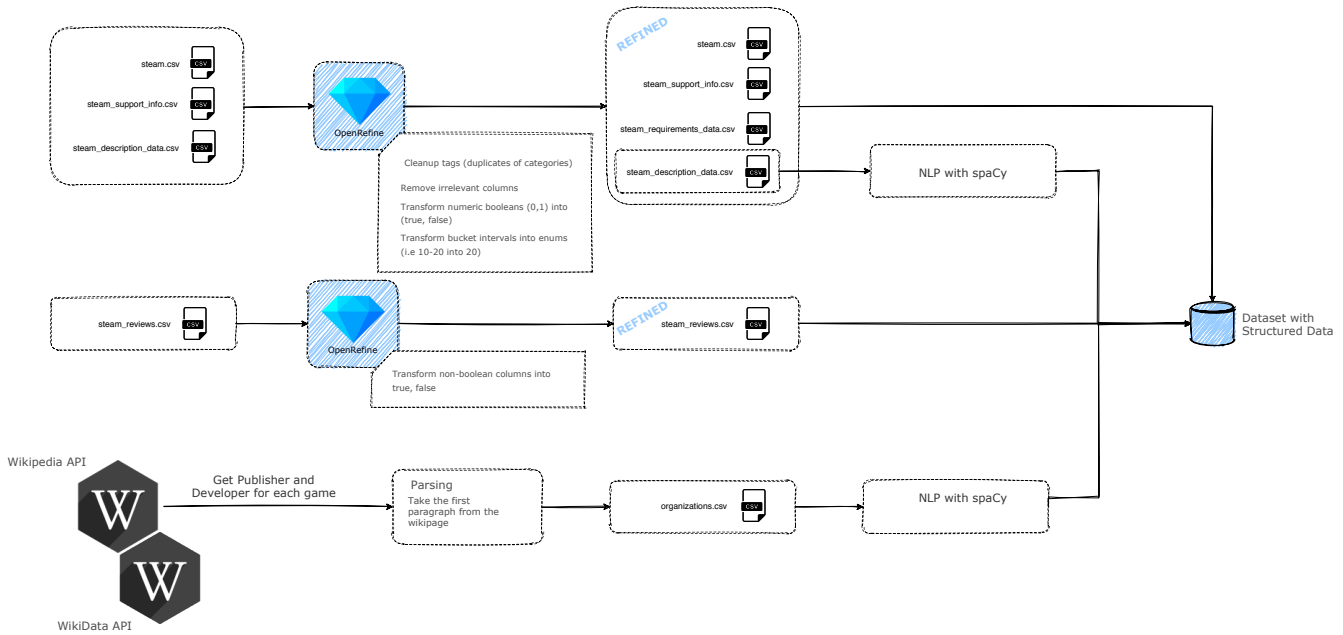 steam.csv
CSV
steam_support_info.csv
CSV
steam_description_data.csv
CSV
OpenRefine
Cleanup tags (duplicates of categories)
Remove irrelevant columns
Transform numeric booleans (0,1) into
(true, false)
Transform bucket intervals into enums
(i.e 10-20 into 20)
REFINED
steam.csv
CSV
steam_support_info.csv
CSV
steam_requirements_data.csv
CSV
steam_description_data.csv
CSV
NLP with spaCy
steam_reviews.csv
CSV
OpenRefine
Transform non-boolean columns into
true, false
REFINED
steam_reviews.csv
CSV
Dataset with
Structured Data
Wikipedia API
W
W
WikiData API
Get Publisher and
Developer for each game
Parsing
Take the first
paragraph from the
wikipage
organizations.csv
CSV
NLP with spaCy